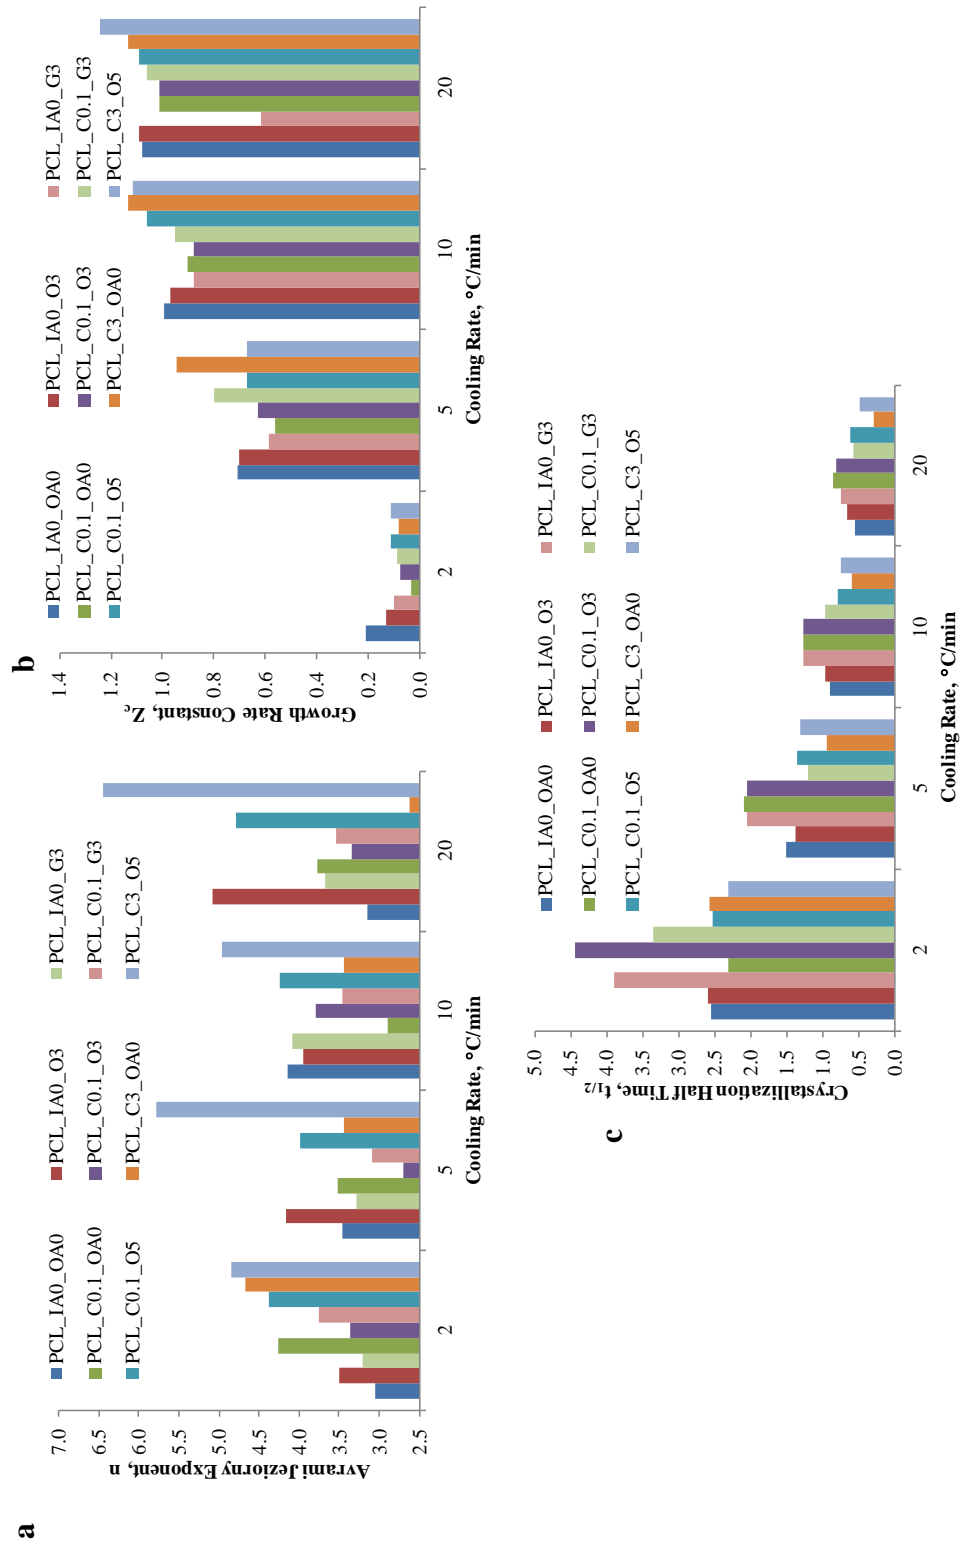 a
Avrami Jeziorny Exponent, n
7.0
6.5
6.0
5.5
5.0
4.5
4.0
3.5
3.0
2.5
PCL_IA0_OA0
PCL_IA0_O3
PCL_IA0_G3
PCL_C0.1_OA0
PCL_C0.1_O3
PCL_C0.1_G3
PCL_C0.1_O5
PCL_C3_OA0
PCL_C3_O5
2
5
10
20
Cooling Rate, °C/min
b
Growth Rate Constant, Zc
1.4
1.2
1.0
0.8
0.6
0.4
0.2
0.0
PCL_IA0_OA0
PCL_IA0_O3
PCL_IA0_G3
PCL_C0.1_OA0
PCL_C0.1_O3
PCL_C0.1_G3
PCL_C0.1_O5
PCL_C3_OA0
PCL_C3_O5
2
5
10
20
Cooling Rate, °C/min
c
Crystallization Half Time, t1/2
5.0
4.5
4.0
3.5
3.0
2.5
2.0
1.5
1.0
0.5
0.0
PCL_IA0_OA0
PCL_IA0_O3
PCL_IA0_G3
PCL_C0.1_OA0
PCL_C0.1_O3
PCL_C0.1_G3
PCL_C0.1_O5
PCL_C3_OA0
PCL_C3_O5
2
5
10
20
Cooling Rate, °C/min